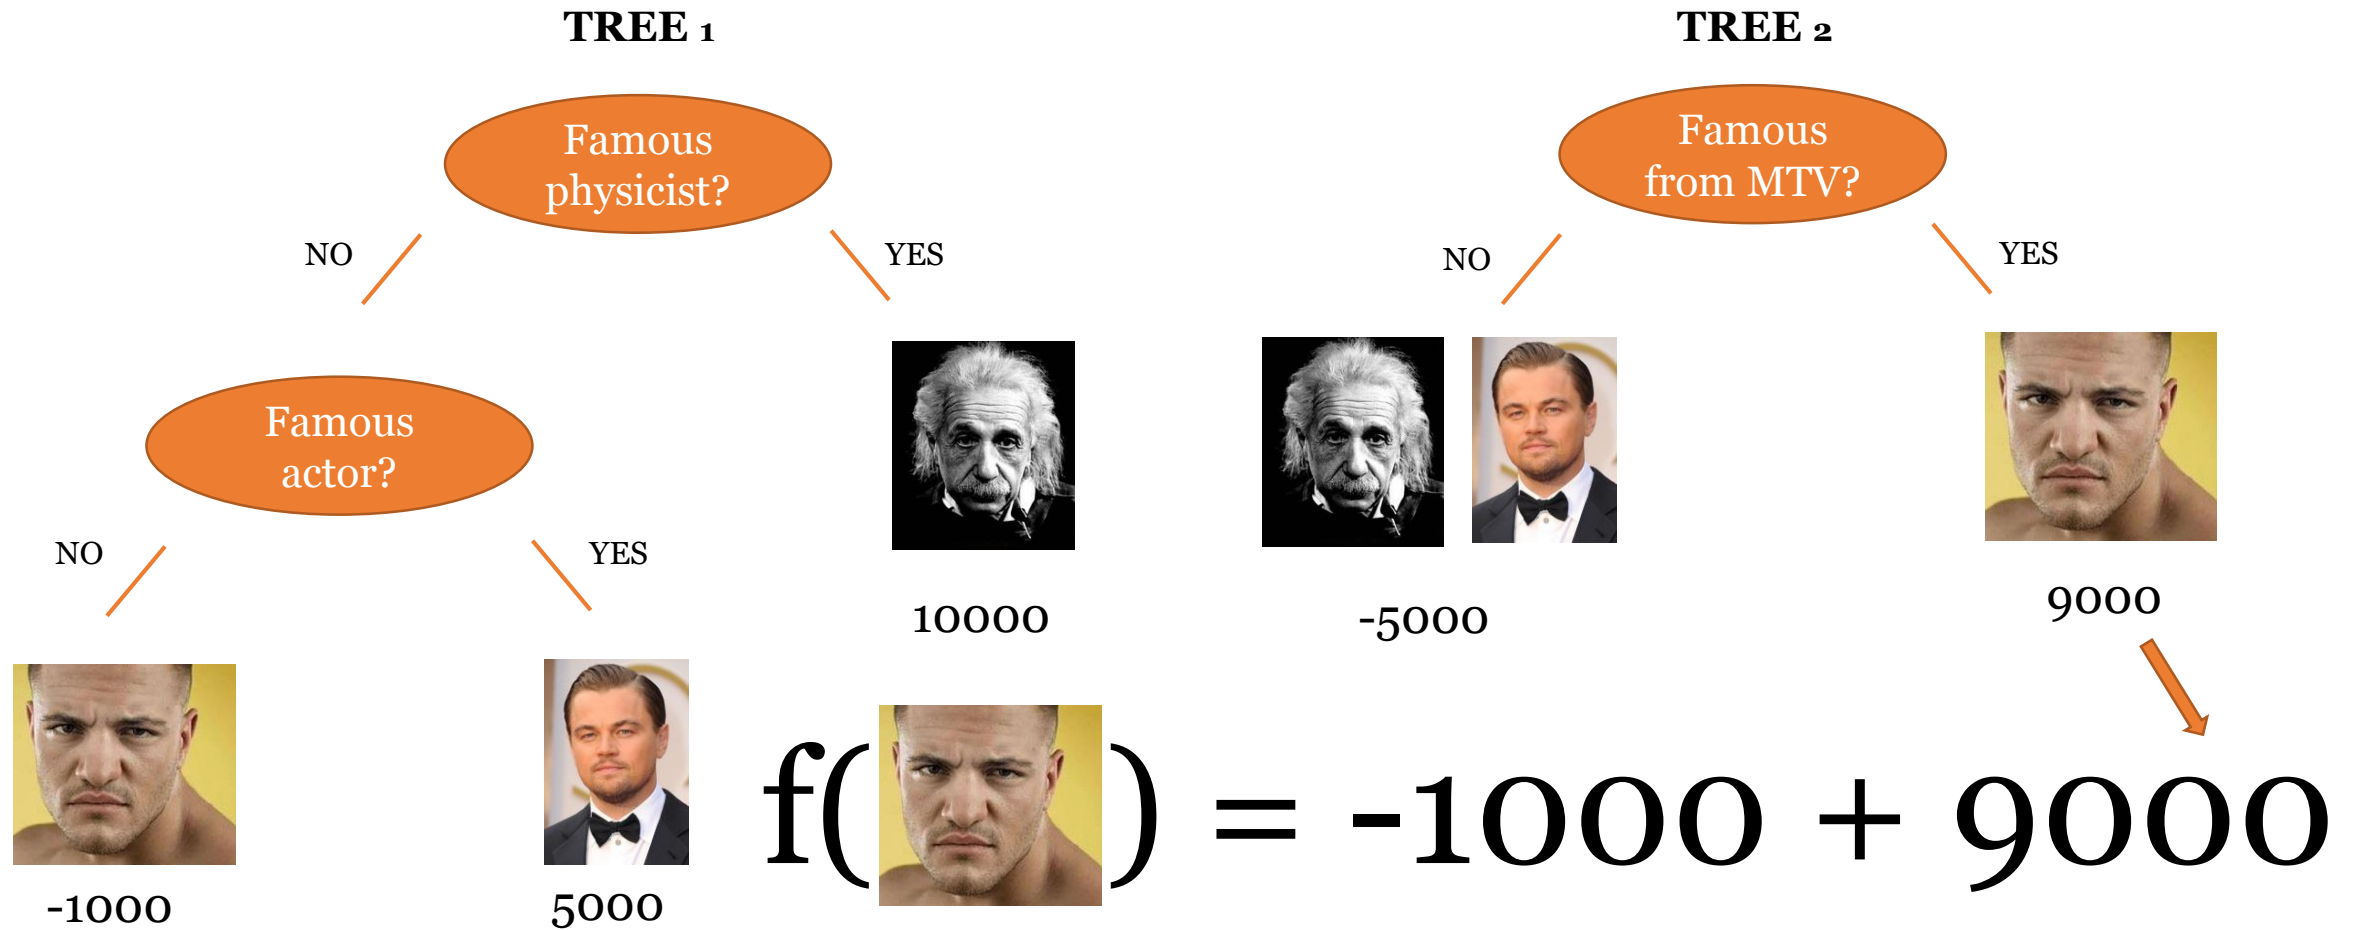 TREE 1
Famous
physicist?
NO
YES
Famous
actor?
NO
YES
-1000
5000
10000
TREE 2
Famous
from MTV?
NO
YES
-5000
9000
f( ) = -1000 + 9000